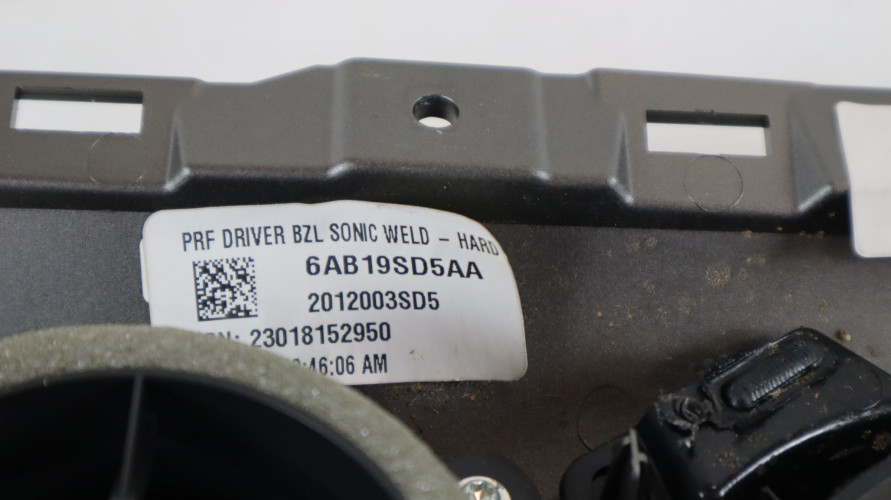 PRF DRIVER BZL SONIC WELD - HARD
6AB19SD5AA
2012003SD5
23018152950
:46:06 AM